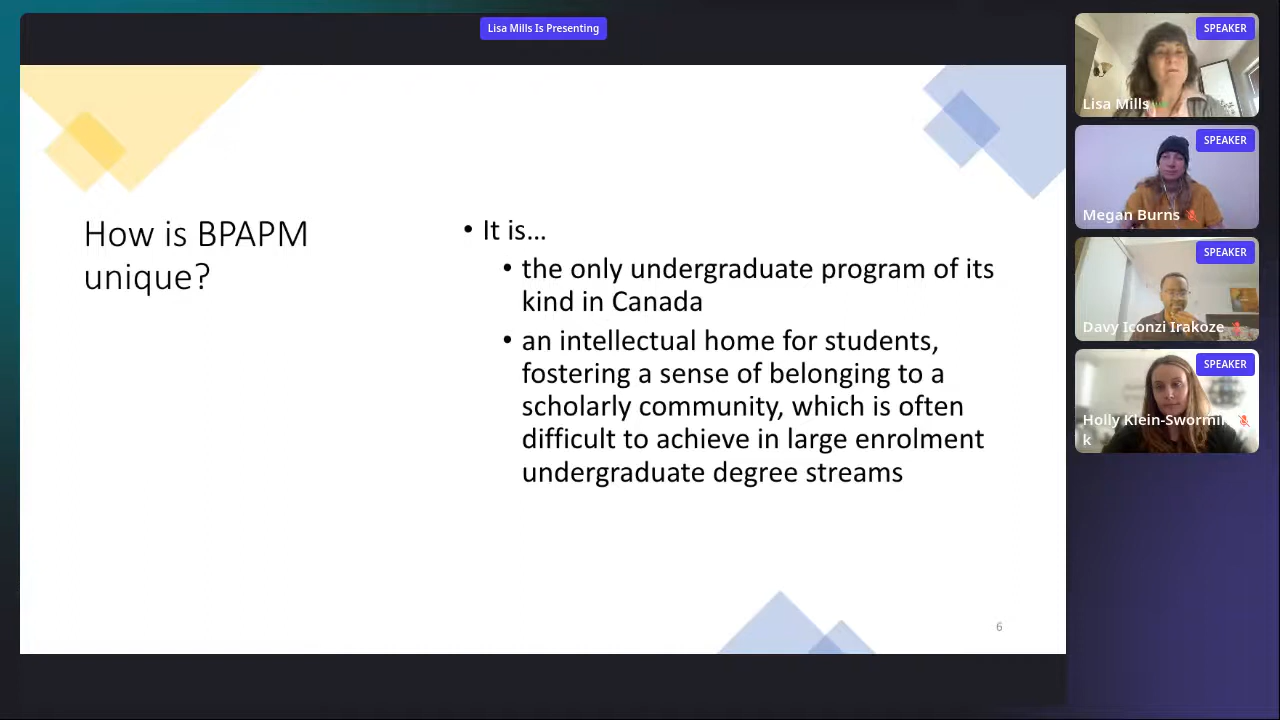 Lisa Mills Is Presenting
How is BPAPM
unique?
• It is...
• the only undergraduate program of its
kind in Canada
• an intellectual home for students,
fostering a sense of belonging to a
scholarly community, which is often
difficult to achieve in large enrolment
undergraduate degree streams
6
SPEAKER
Lisa Mills
SPEAKER
Megan Burns
SPEAKER
Davy Iconzi Irakoze
SPEAKER
Holly Klein-Swormin
k